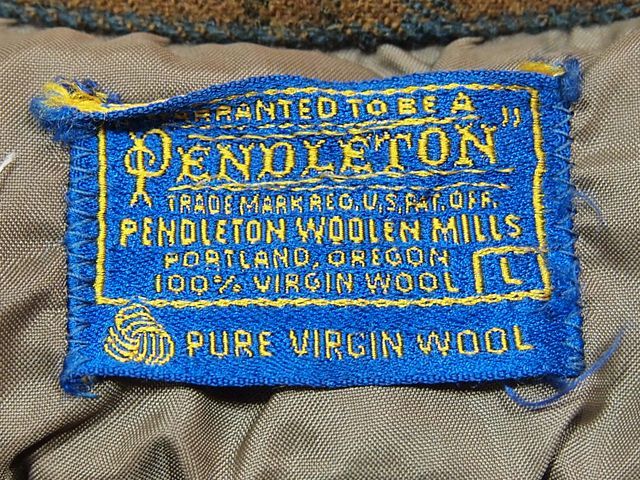 WARRANTED TO BE A
"PENDLETON"
TRADE MARK REG. U.S. PAT. OFF.
PENDLETON WOOLEN MILLS
PORTLAND, OREGON
100% VIRGIN WOOL L
PURE VIRGIN WOOL